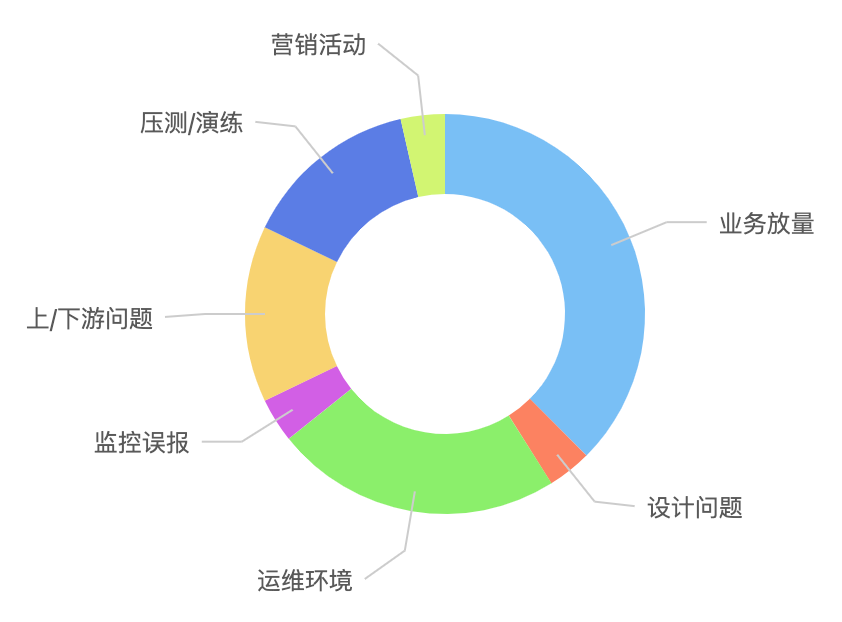 营销活动
压测/演练
业务放量
上/下游问题
监控误报
设计问题
运维环境